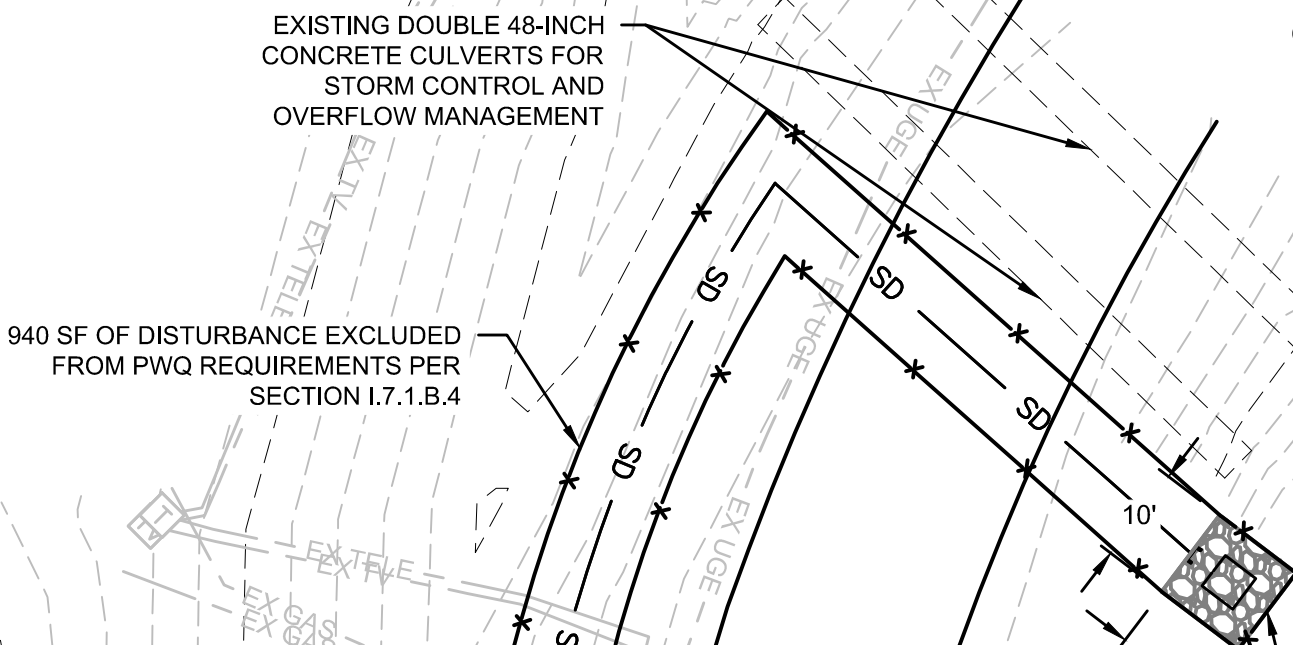 EXISTING DOUBLE 48-INCH
CONCRETE CULVERTS FOR
STORM CONTROL AND
OVERFLOW MANAGEMENT
EX UGE
EX UGE
EX TV
EX TELE
SD
SD
EX UGE
940 SF OF DISTURBANCE EXCLUDED
FROM PWQ REQUIREMENTS PER
SECTION I.7.1.B.4
SD
SD
10'
EX UGE
EX TELE
EX TV
EX GAS
EX GAS
S